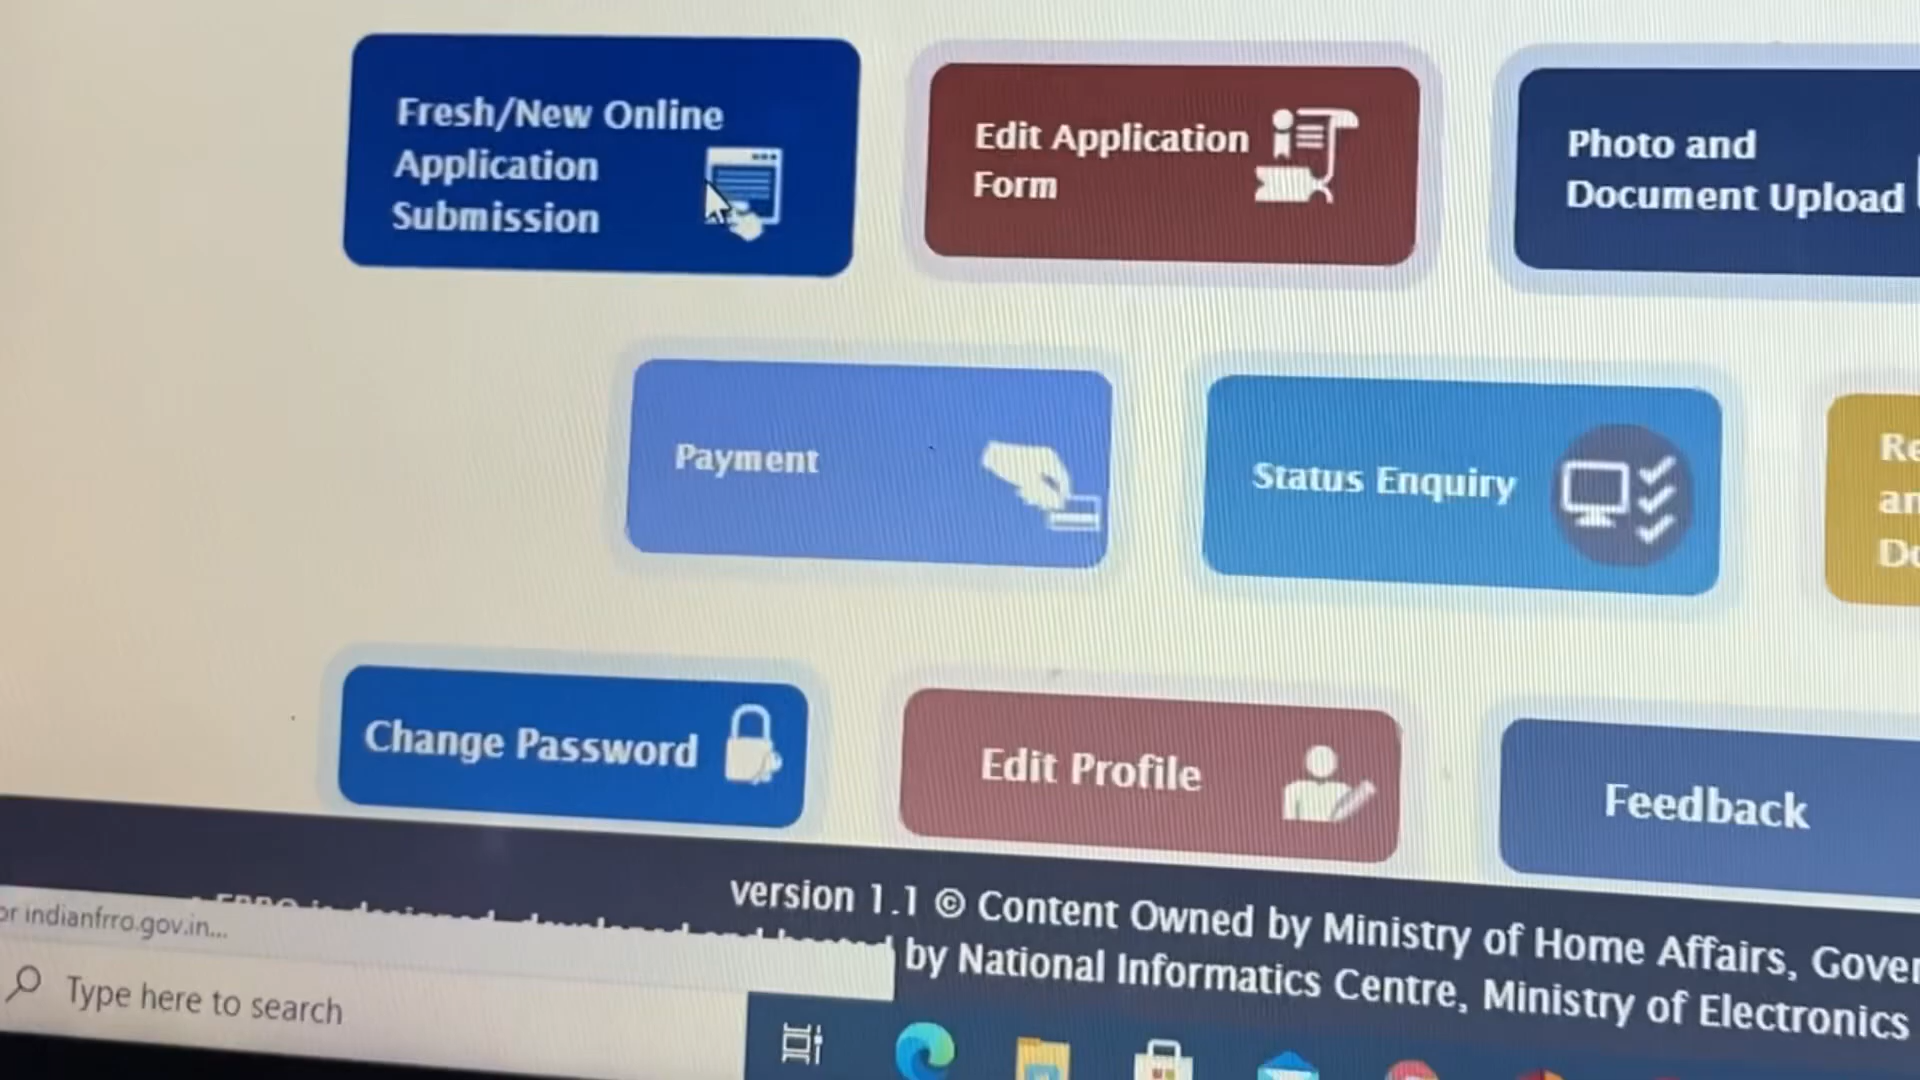 Fresh/New Online
Application
Submission
Edit Application
Form
Photo and
Document Upload
Payment
Status Enquiry
Re
an
Do
Change Password
Edit Profile
Feedback
version 1.1 © Content Owned by Ministry of Home Affairs, Gover
by National Informatics Centre, Ministry of Electronics
or indianfrro.gov.in...
Type here to search